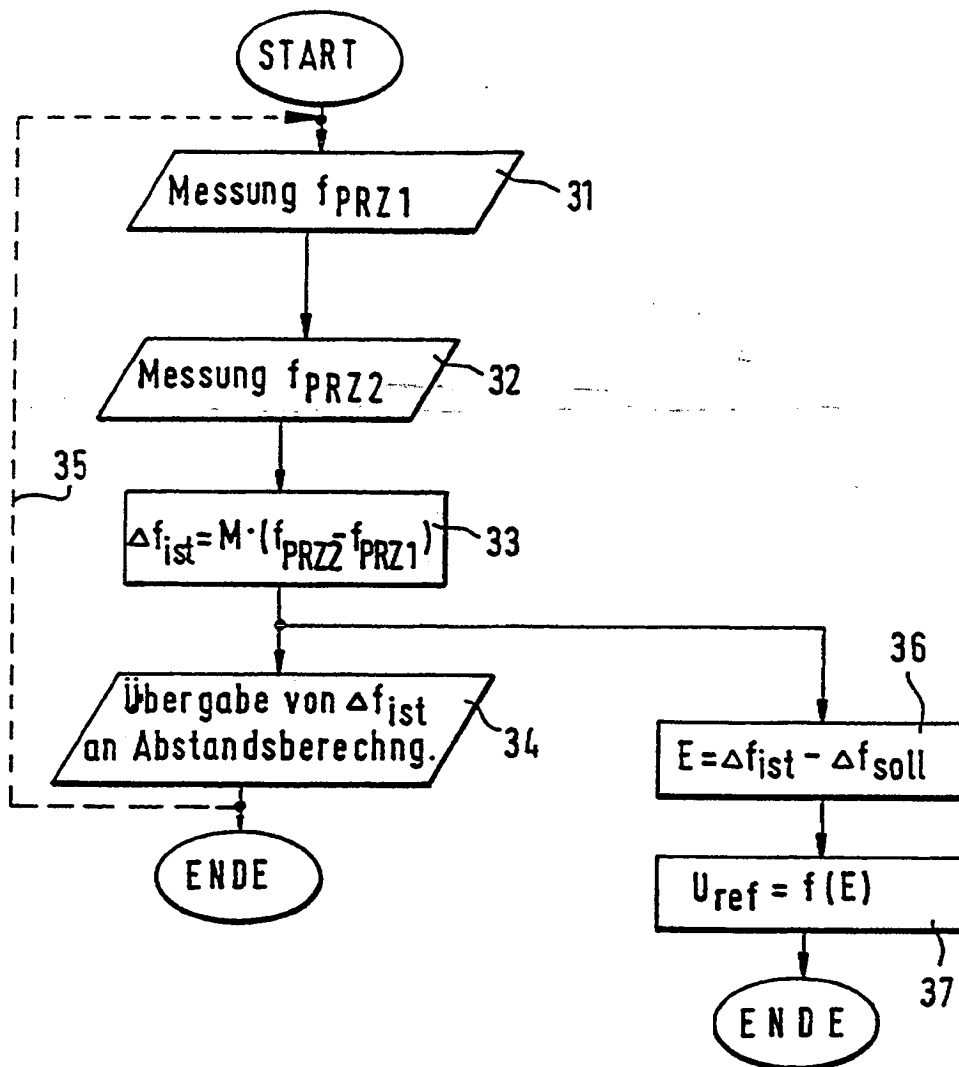 START
Messung fPRZ1
31
Messung fPRZ2
32
35
Δfist = M·(fPRZ2 - fPRZ1)
33
Übergabe von Δfist
an Abstandsberechng.
34
36
E = Δfist - Δfsoll
ENDE
Uref = f(E)
37
ENDE